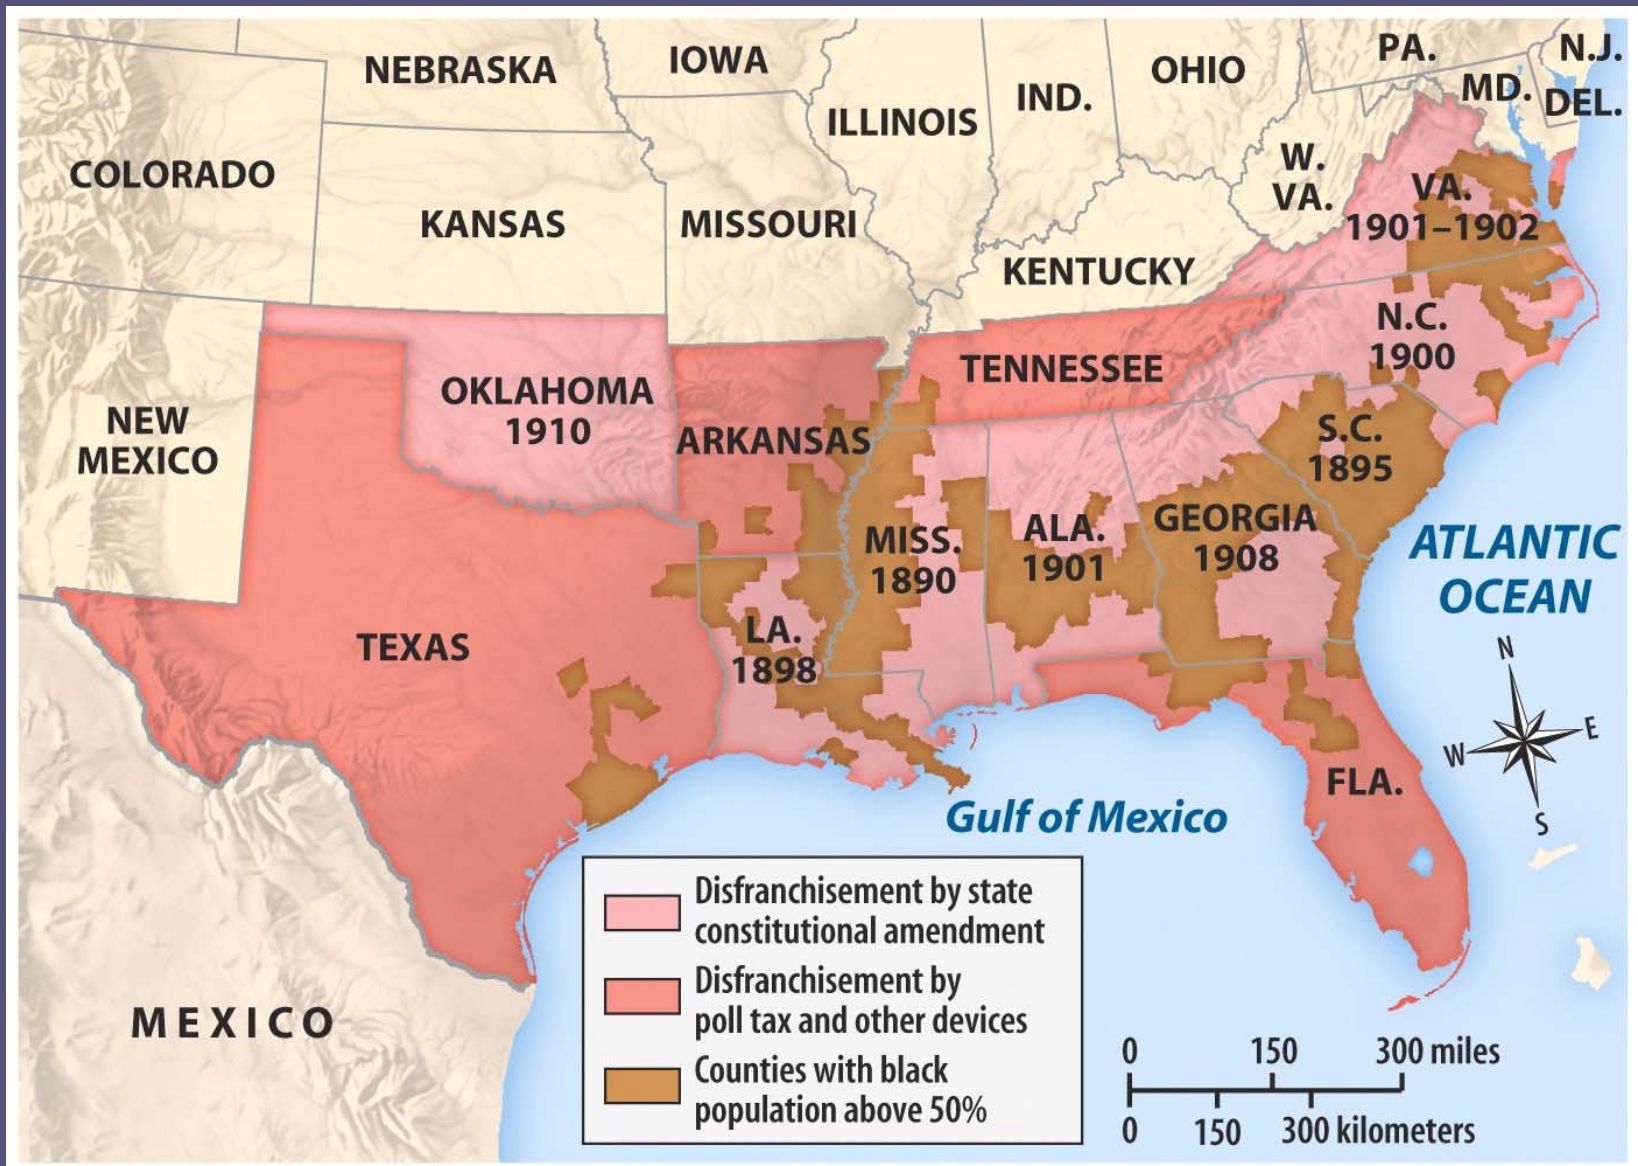 NEBRASKA
IOWA
ILLINOIS
IND.
OHIO
PA.
N.J.
MD.
DEL.
COLORADO
KANSAS
MISSOURI
KENTUCKY
W.
VA.
VA.
1901–1902
NEW
MEXICO
OKLAHOMA
1910
ARKANSAS
TENNESSEE
N.C.
1900
S.C.
1895
TEXAS
LA.
1898
MISS.
1890
ALA.
1901
GEORGIA
1908
FLA.
ATLANTIC
OCEAN
Gulf of Mexico
MEXICO
N
W
E
S
Disfranchisement by state
constitutional amendment
Disfranchisement by
poll tax and other devices
Counties with black
population above 50%
0 150 300 miles
0 150 300 kilometers